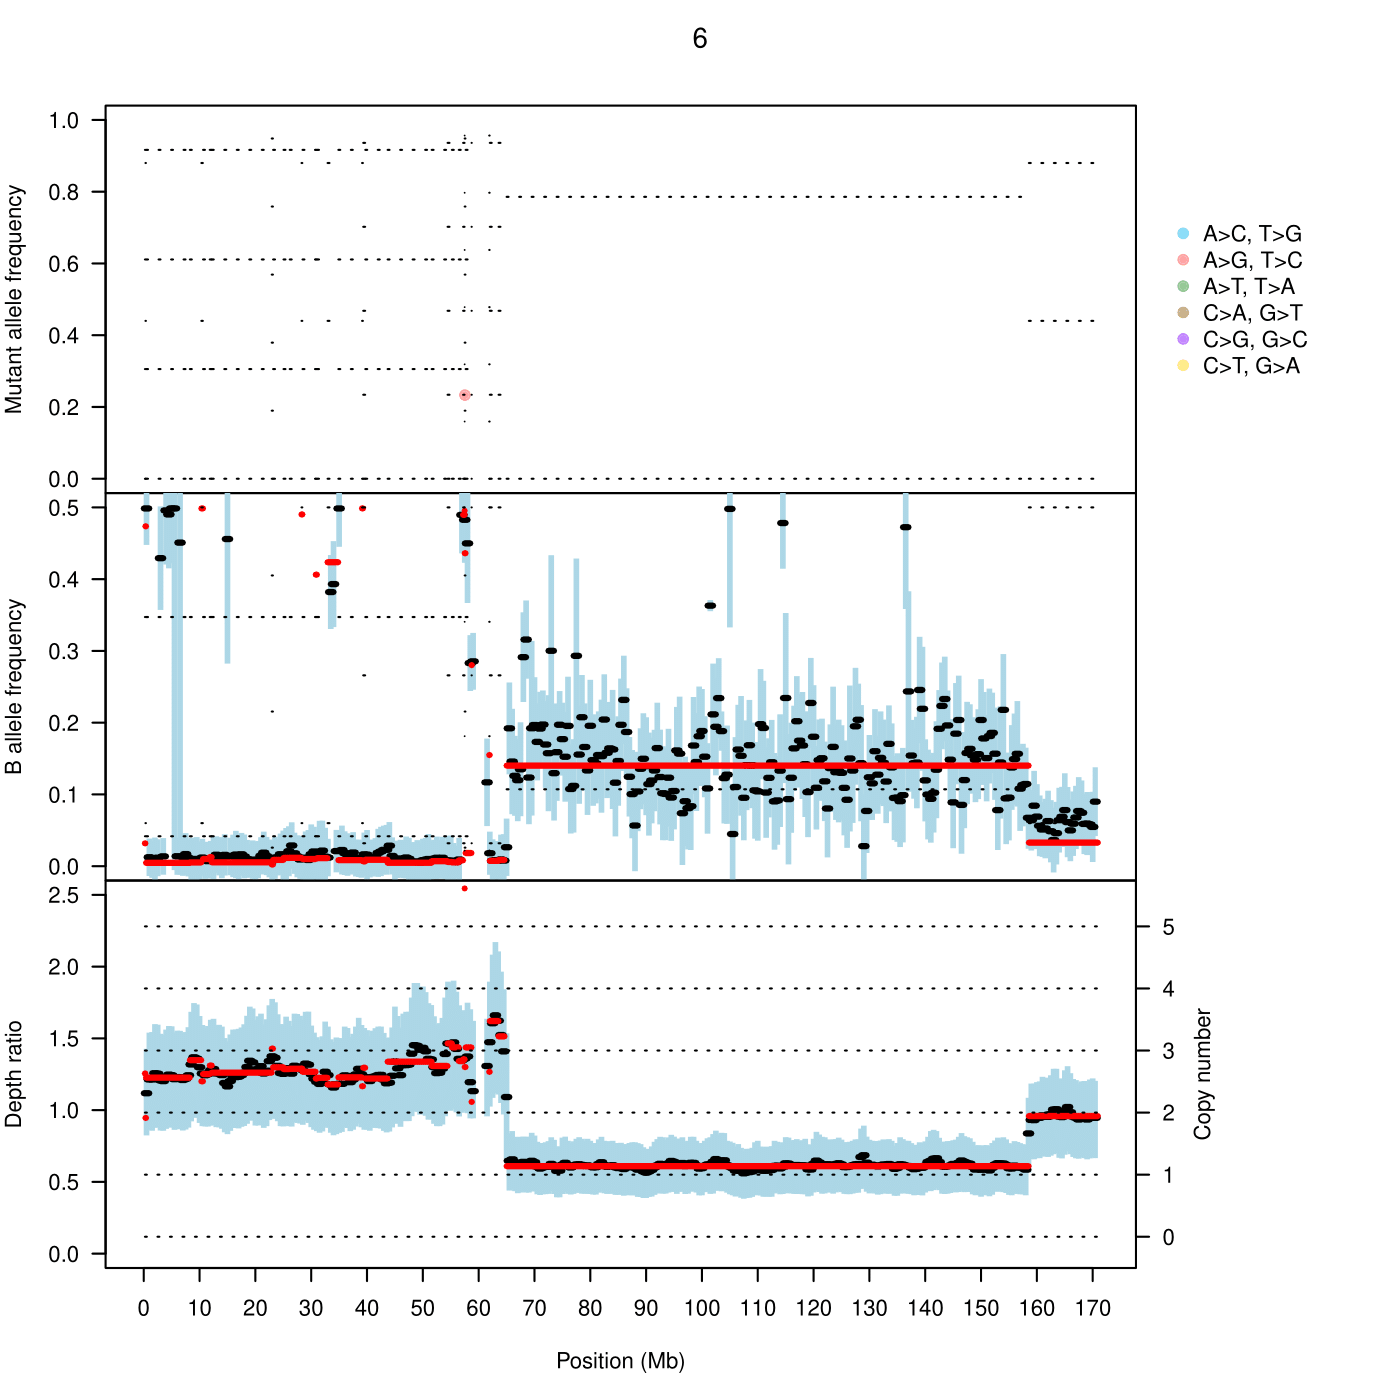 6
Mutant allele frequency
1.0
0.8
0.6
0.4
0.2
0.0
A>C, T>G
A>G, T>C
A>T, T>A
C>A, G>T
C>G, G>C
C>T, G>A
B allele frequency
0.5
0.4
0.3
0.2
0.1
0.0
Depth ratio
2.5
2.0
1.5
1.0
0.5
0.0
Copy number
5
4
3
2
1
0
0 10 20 30 40 50 60 70 80 90 100 110 120 130 140 150 160 170
Position (Mb)